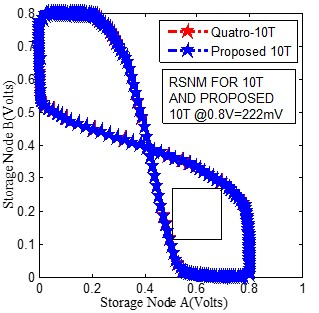 0.8
0.7
0.6
0.5
0.4
0.3
0.2
0.1
0
Storage Node B(Volts)
Quatro-10T
Proposed 10T
RSNM FOR 10T
AND PROPOSED
10T @0.8V=222mV
0 0.2 0.4 0.6 0.8 1
Storage Node A(Volts)